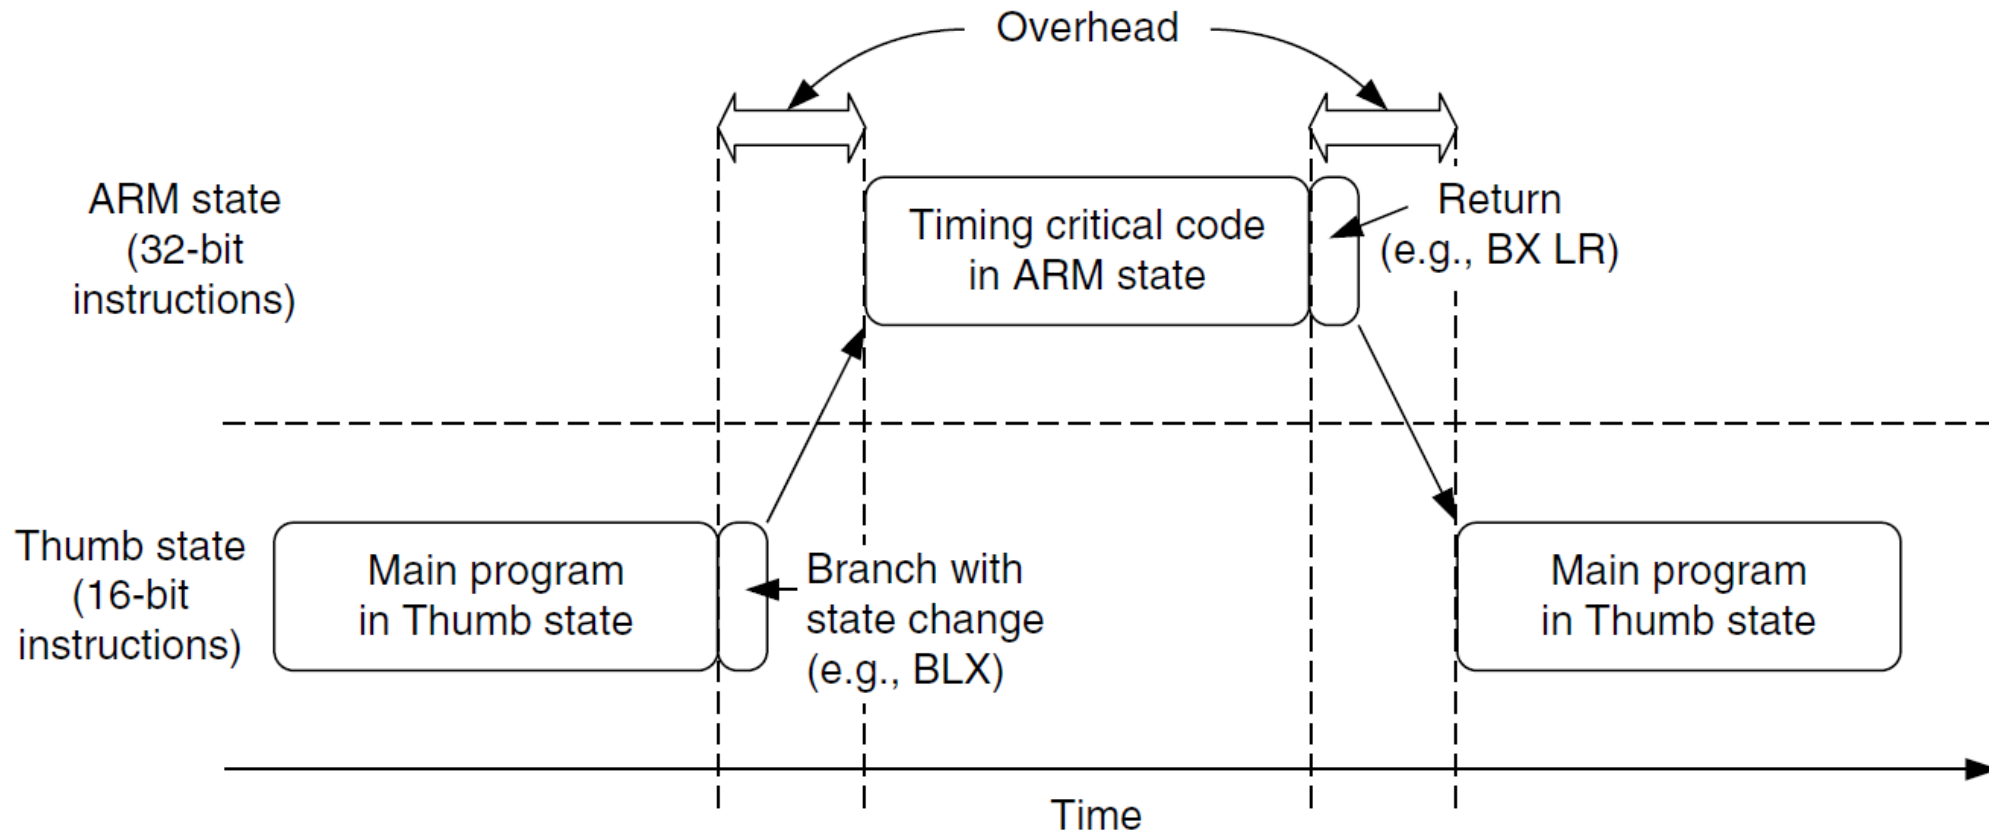 Overhead
ARM state
(32-bit
instructions)
Timing critical code
in ARM state
Return
(e.g., BX LR)
Thumb state
(16-bit
instructions)
Main program
in Thumb state
Branch with
state change
(e.g., BLX)
Main program
in Thumb state
Time